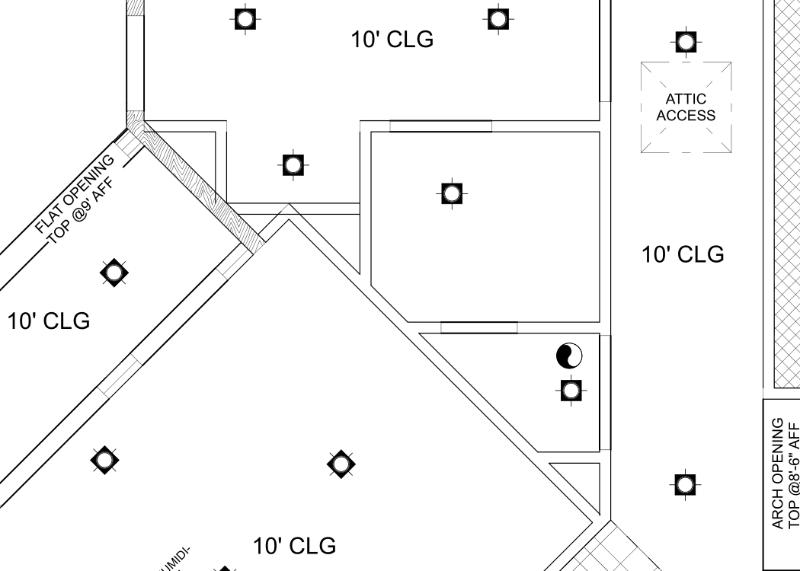 10' CLG
ATTIC
ACCESS
FLAT OPENING
TOP @9' AFF
10' CLG
10' CLG
ARCH OPENING
TOP @8'-6" AFF
10' CLG
UMIDI-